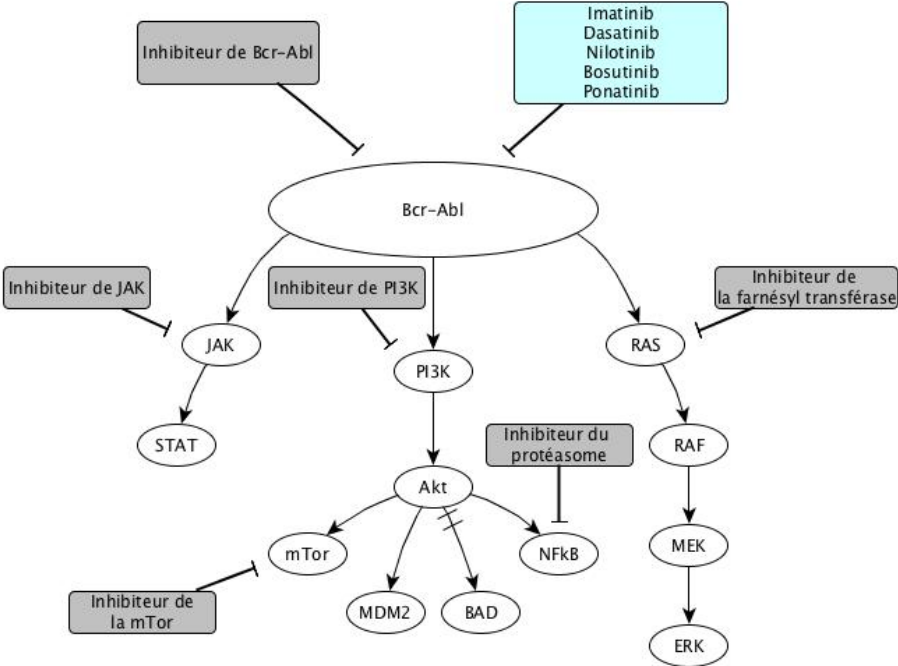 Inhibiteur de Bcr-Abl
Imatinib
Dasatinib
Nilotinib
Bosutinib
Ponatinib
Bcr-Abl
Inhibiteur de JAK
Inhibiteur de PI3K
Inhibiteur de
la farnésyl transférase
JAK
PI3K
RAS
STAT
Inhibiteur du
protéasome
RAF
Akt
mTor
NFkB
MEK
Inhibiteur de
la mTor
MDM2
BAD
ERK